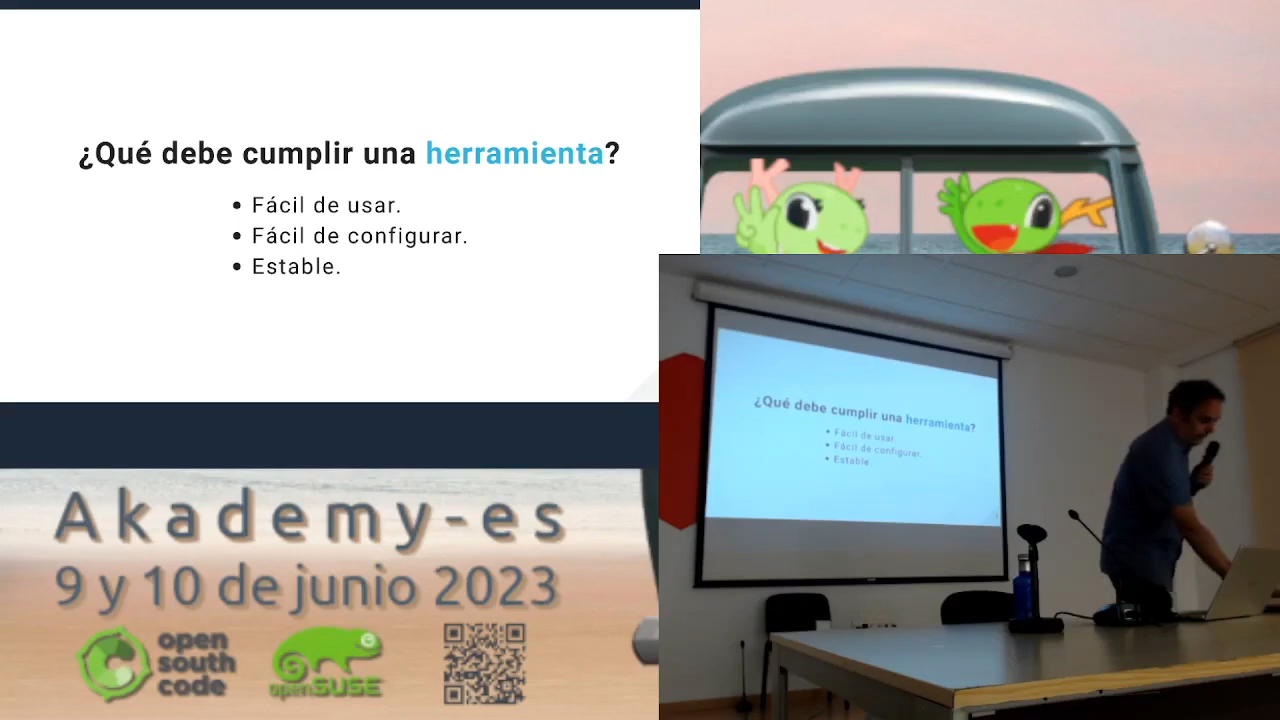 ¿Qué debe cumplir una herramienta?
• Fácil de usar.
• Fácil de configurar.
• Estable.
Akademy-es
9 y 10 de junio 2023
open
south
code
openSUSE
¿Qué debe cumplir una herramienta?
• Fácil de usar.
• Fácil de configurar.
• Estable.